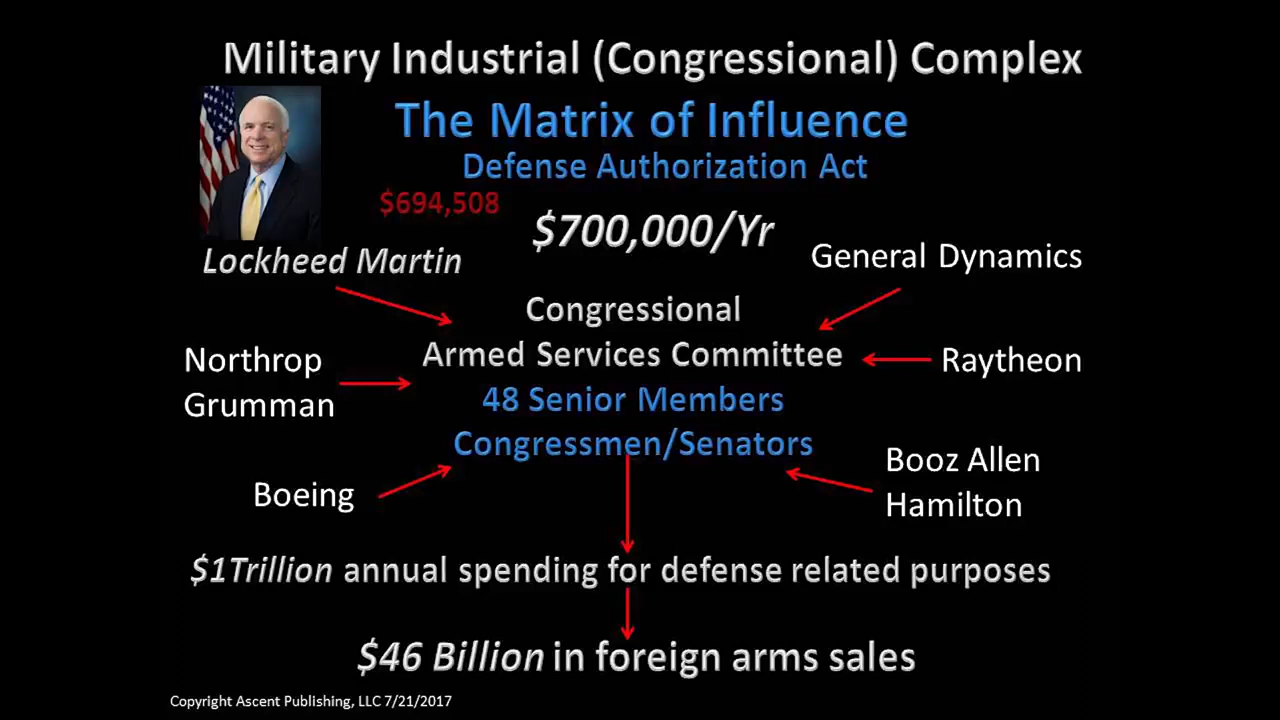 Military Industrial (Congressional) Complex
The Matrix of Influence
Defense Authorization Act
$694,508
$700,000/Yr
Lockheed Martin
General Dynamics
Congressional
Armed Services Committee
Northrop
Grumman
Raytheon
48 Senior Members
Congressmen/Senators
Boeing
Booz Allen
Hamilton
$1Trillion annual spending for defense related purposes
$46 Billion in foreign arms sales
Copyright Ascent Publishing, LLC 7/21/2017